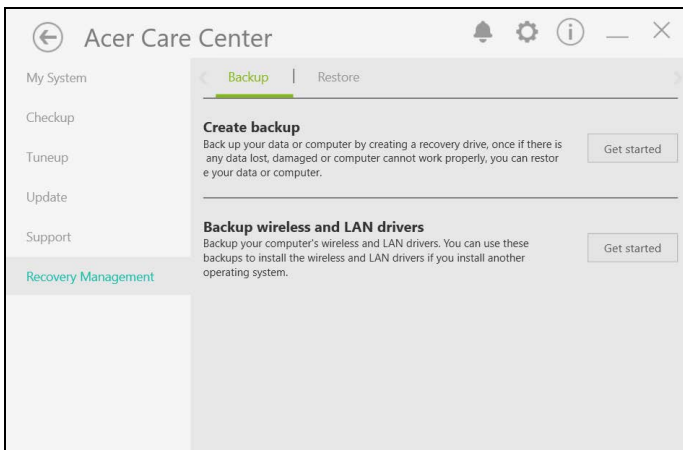 Acer Care Center
My System
Checkup
Tuneup
Update
Support
Recovery Management
Backup | Restore
Create backup
Back up your data or computer by creating a recovery drive, once if there is
any data lost, damaged or computer cannot work properly, you can restor
e your data or computer.
Get started
Backup wireless and LAN drivers
Backup your computer's wireless and LAN drivers. You can use these
backups to install the wireless and LAN drivers if you install another
operating system.
Get started